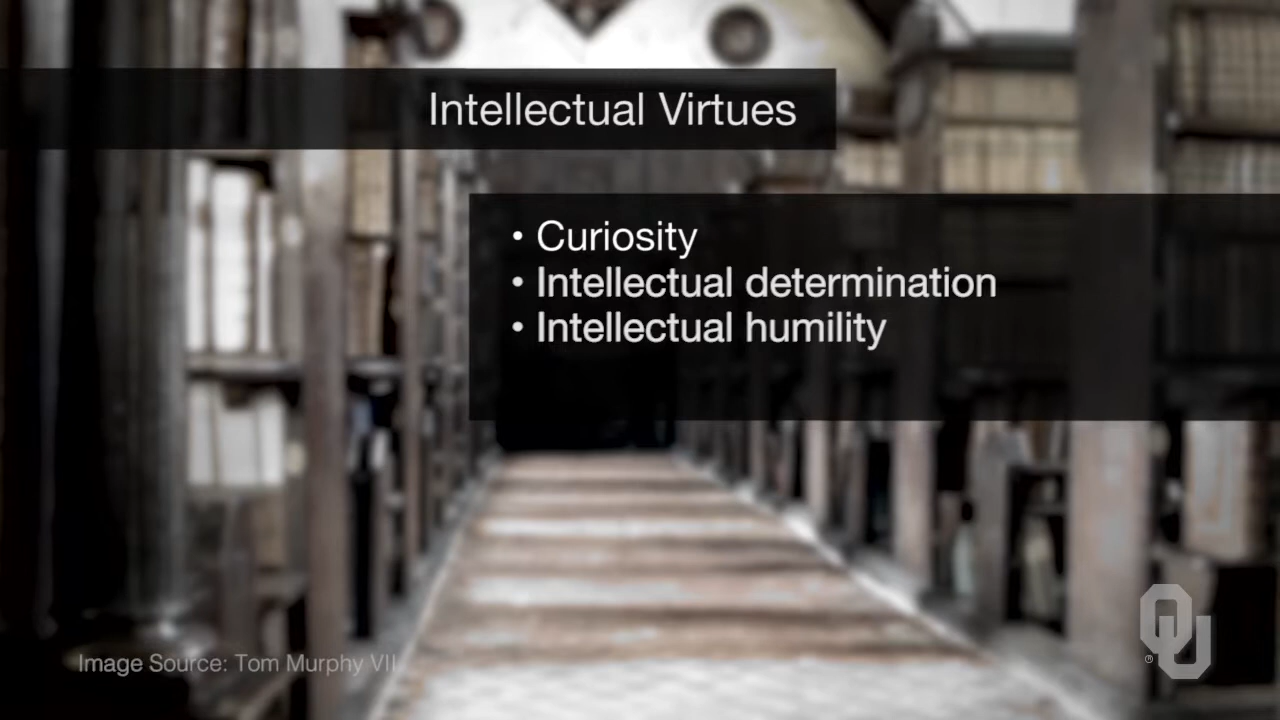 Intellectual Virtues
• Curiosity
• Intellectual determination
• Intellectual humility
Image Source: Tom Murphy VII
OU
®